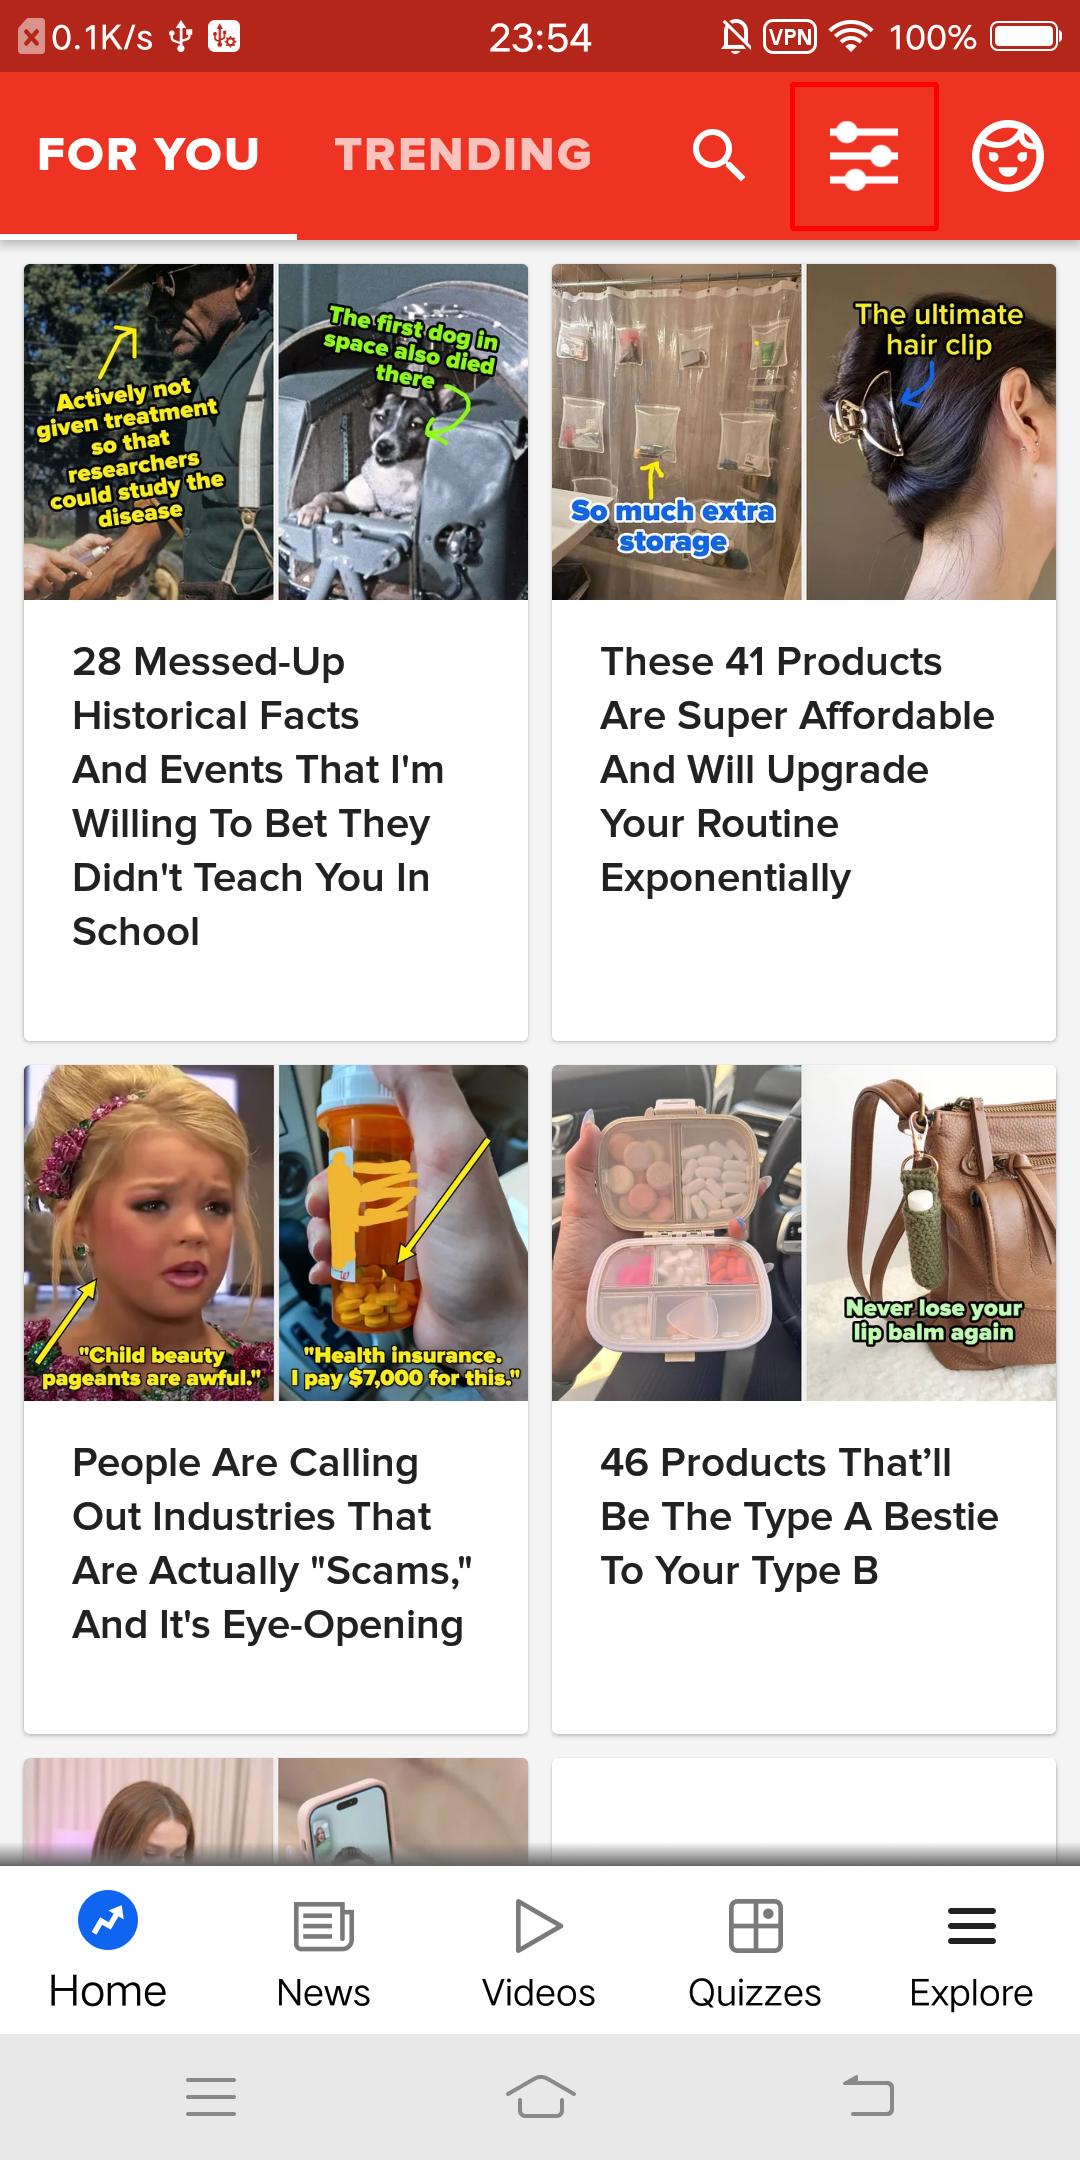 0.1K/s
23:54
VPN
100%
FOR YOU
TRENDING
Actively not
given treatment
so that
researchers
could study the
disease
The first dog in
space also died
there
So much extra
storage
The ultimate
hair clip
28 Messed-Up
Historical Facts
And Events That I'm
Willing To Bet They
Didn't Teach You In
School
These 41 Products
Are Super Affordable
And Will Upgrade
Your Routine
Exponentially
"Child beauty
pageants are awful."
"Health insurance.
I pay $7,000 for this."
Never lose your
lip balm again
People Are Calling
Out Industries That
Are Actually "Scams,"
And It's Eye-Opening
46 Products That’ll
Be The Type A Bestie
To Your Type B
Home
News
Videos
Quizzes
Explore